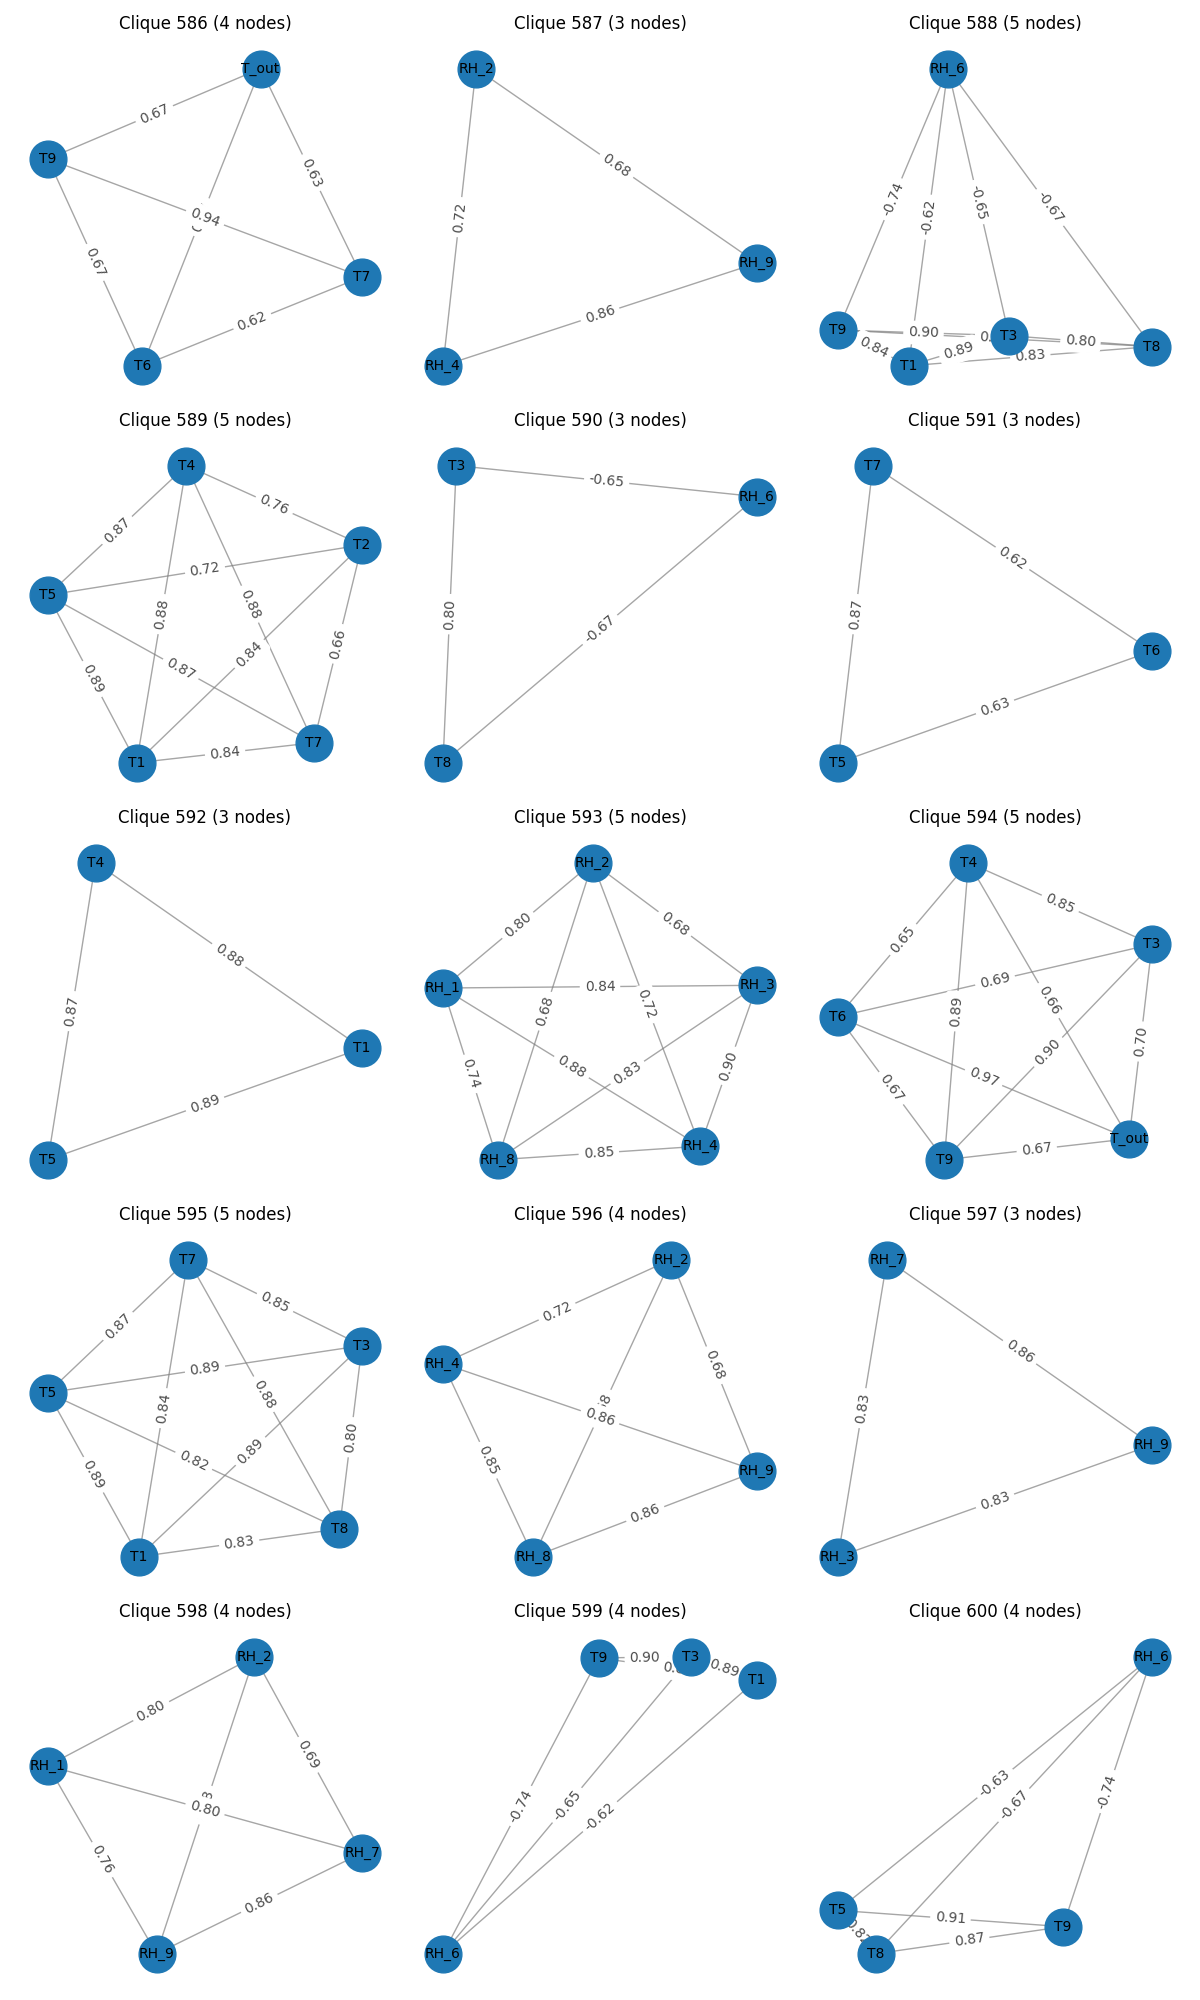 Clique 586 (4 nodes)
T_out
0.67
T9
0.63
0.94
0.67
T7
0.62
T6
Clique 587 (3 nodes)
RH_2
0.68
0.72
RH_9
0.86
RH_4
Clique 588 (5 nodes)
RH_6
-0.74
-0.62
-0.65
-0.67
T9
0.90
T3
0.80
T8
0.84
0.89
0.83
T1
Clique 589 (5 nodes)
T4
0.76
0.87
T2
0.72
T5
0.88
0.88
0.84
0.66
0.87
0.89
T7
0.84
T1
Clique 590 (3 nodes)
T3
-0.65
RH_6
0.80
-0.67
T8
Clique 591 (3 nodes)
T7
0.62
0.87
T6
0.63
T5
Clique 592 (3 nodes)
T4
0.88
0.87
T1
0.89
T5
Clique 593 (5 nodes)
RH_2
0.80
0.68
RH_1
0.84
RH_3
0.68
0.72
0.74
0.88
0.83
0.90
RH_4
0.85
RH_8
Clique 594 (5 nodes)
T4
0.85
0.65
T3
0.69
0.89
0.66
T6
0.90
0.70
0.97
0.67
T_out
0.67
T9
Clique 595 (5 nodes)
T7
0.85
0.87
T3
0.89
T5
0.84
0.88
0.89
0.80
0.82
0.89
T8
0.83
T1
Clique 596 (4 nodes)
RH_2
0.72
RH_4
0.68
0.86
0.85
RH_9
0.86
RH_8
Clique 597 (3 nodes)
RH_7
0.86
0.83
RH_9
0.83
RH_3
Clique 598 (4 nodes)
RH_2
0.80
0.69
RH_1
0.80
0.76
RH_7
0.86
RH_9
Clique 599 (4 nodes)
T9
0.90
T3
0.89
T1
-0.74
-0.65
-0.62
RH_6
Clique 600 (4 nodes)
RH_6
-0.63
-0.67
-0.74
T5
0.91
T9
0.87
T8